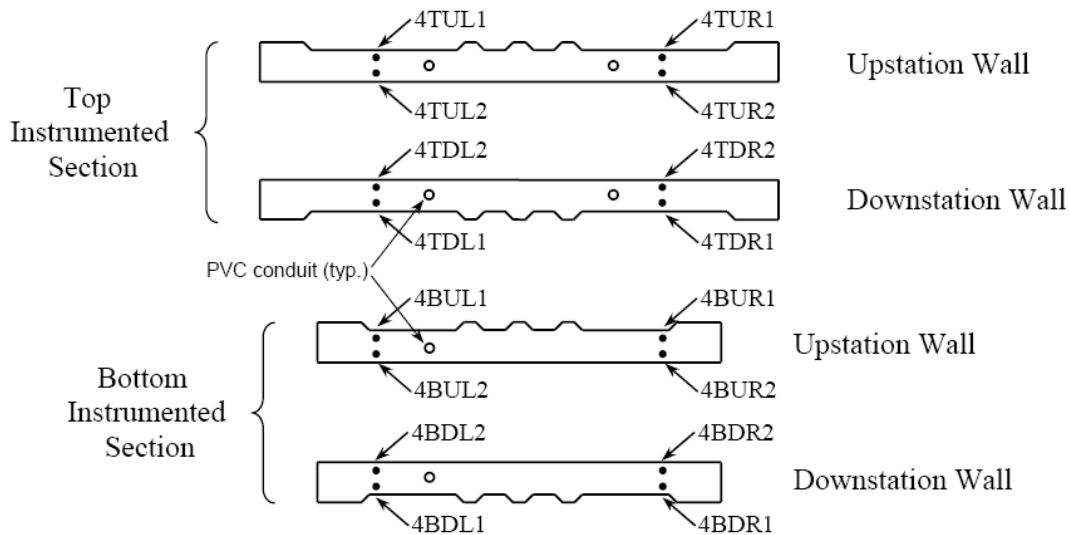 4TUL1
4TUR1
Upstation Wall
Top
Instrumented
Section
4TUL2
4TUR2
4TDL2
4TDR2
Downstation Wall
4TDL1
4TDR1
PVC conduit (typ.)
4BUL1
4BUR1
Upstation Wall
Bottom
Instrumented
Section
4BUL2
4BUR2
4BDL2
4BDR2
Downstation Wall
4BDL1
4BDR1